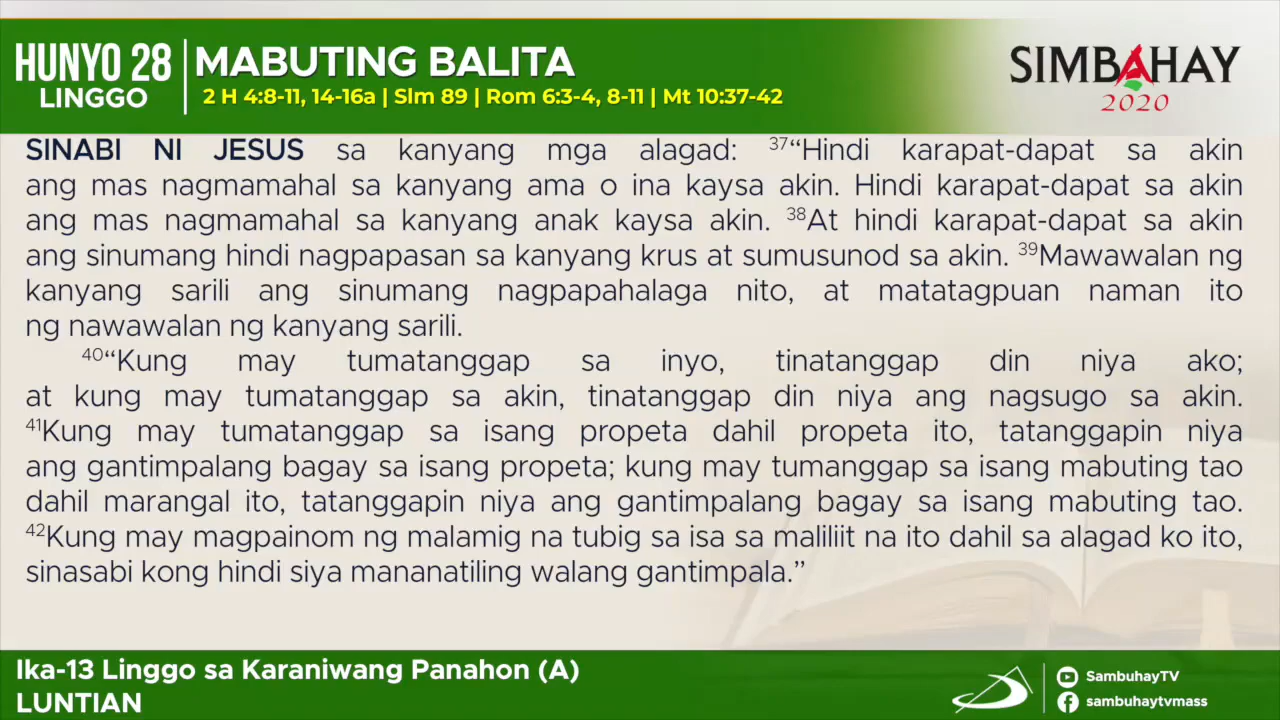 HUNYO 28
LINGGO
MABUTING BALITA
2 H 4:8-11, 14-16a | Slm 89 | Rom 6:3-4, 8-11 | Mt 10:37-42
SIMBAHAY
2020
SINABI NI JESUS sa kanyang mga alagad: 37“Hindi karapat-dapat sa akin
ang mas nagmamahal sa kanyang ama o ina kaysa akin. Hindi karapat-dapat sa akin
ang mas nagmamahal sa kanyang anak kaysa akin. 38At hindi karapat-dapat sa akin
ang sinumang hindi nagpapasan sa kanyang krus at sumusunod sa akin. 39Mawawalan ng
kanyang sarili ang sinumang nagpapahalaga nito, at matatagpuan naman ito
ng nawawalan ng kanyang sarili.
40“Kung may tumatanggap sa inyo, tinatanggap din niya ako;
at kung may tumatanggap sa akin, tinatanggap din niya ang nagsugo sa akin.
41Kung may tumatanggap sa isang propeta dahil propeta ito, tatanggapin niya
ang gantimpalang bagay sa isang propeta; kung may tumanggap sa isang mabuting tao
dahil marangal ito, tatanggapin niya ang gantimpalang bagay sa isang mabuting tao.
42Kung may magpainom ng malamig na tubig sa isa sa maliliit na ito dahil sa alagad ko ito,
sinasabi kong hindi siya mananatiling walang gantimpala.”
Ika-13 Linggo sa Karaniwang Panahon (A)
LUNTIAN
SambuhayTV
sambuhaytvmass